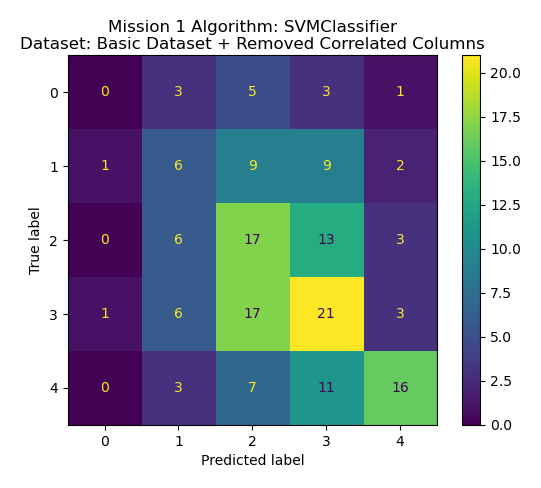 Mission 1 Algorithm: SVMClassifier
Dataset: Basic Dataset + Removed Correlated Columns
True label
0 0 3 5 3 1
1 1 6 9 9 2
2 0 6 17 13 3
3 1 6 17 21 3
4 0 3 7 11 16
0 1 2 3 4
Predicted label
20.0
17.5
15.0
12.5
10.0
7.5
5.0
2.5
0.0